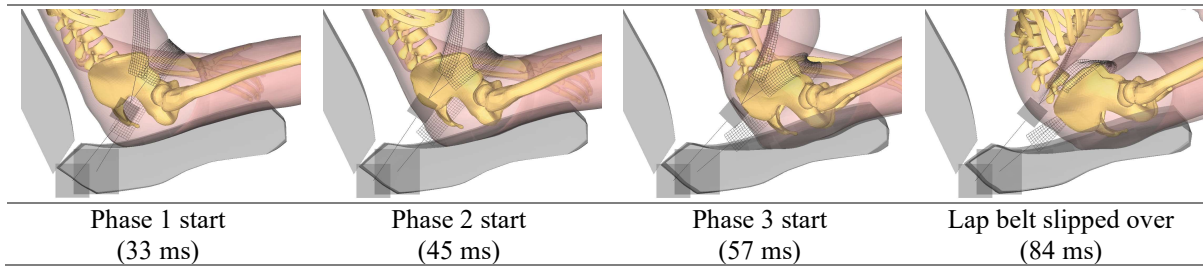 Phase 1 start
(33 ms)
Phase 2 start
(45 ms)
Phase 3 start
(57 ms)
Lap belt slipped over
(84 ms)